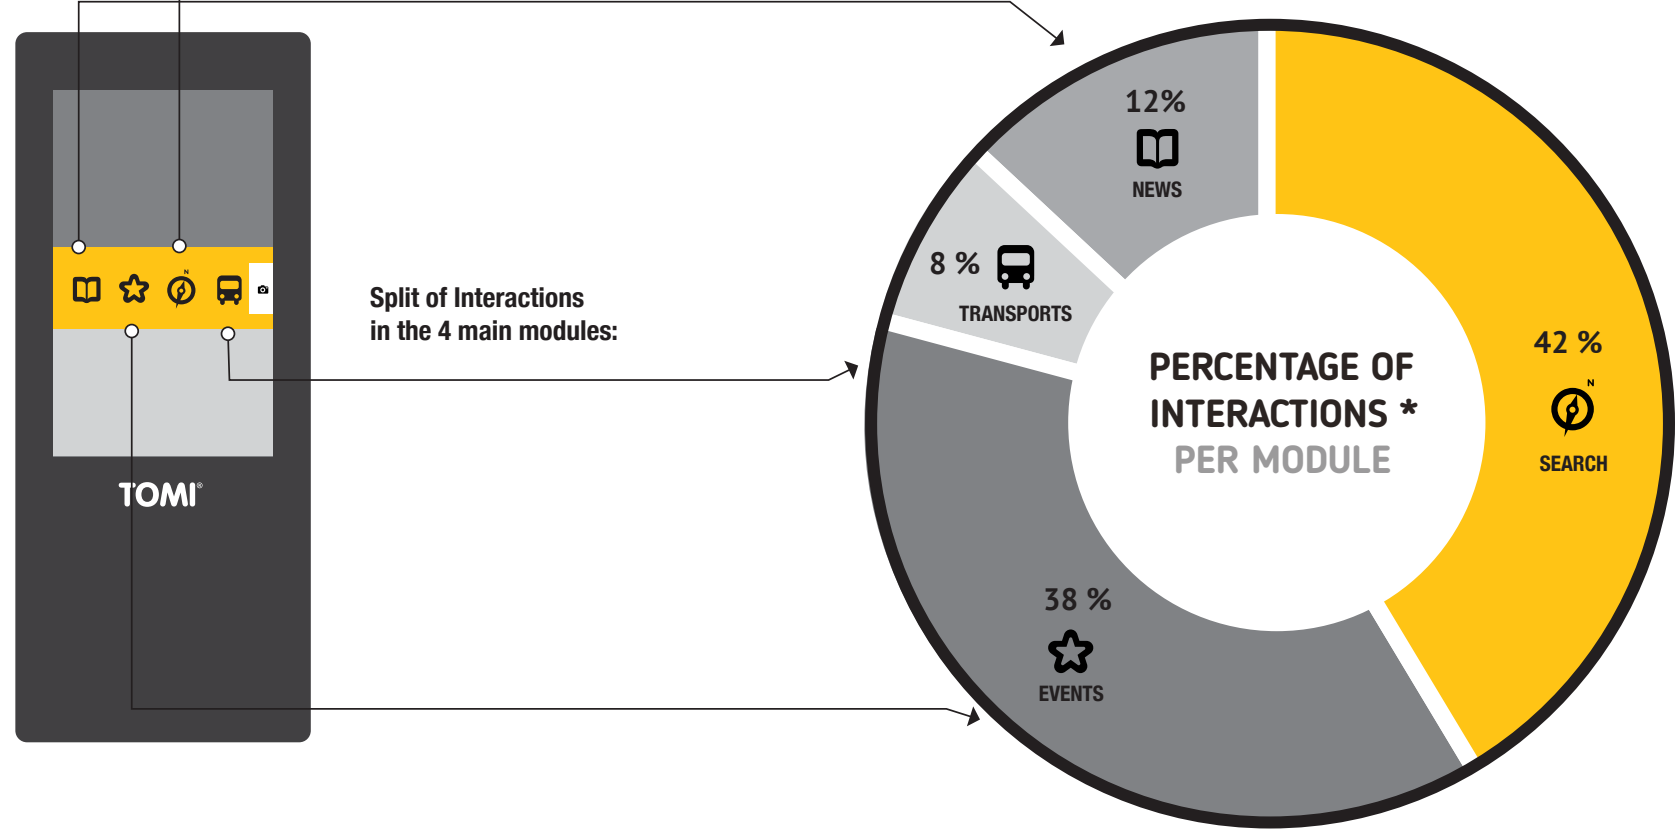 N
TOMI®
Split of Interactions
in the 4 main modules:
12%
NEWS
8 %
TRANSPORTS
PERCENTAGE OF
INTERACTIONS *
PER MODULE
42 %
N
SEARCH
38 %
EVENTS